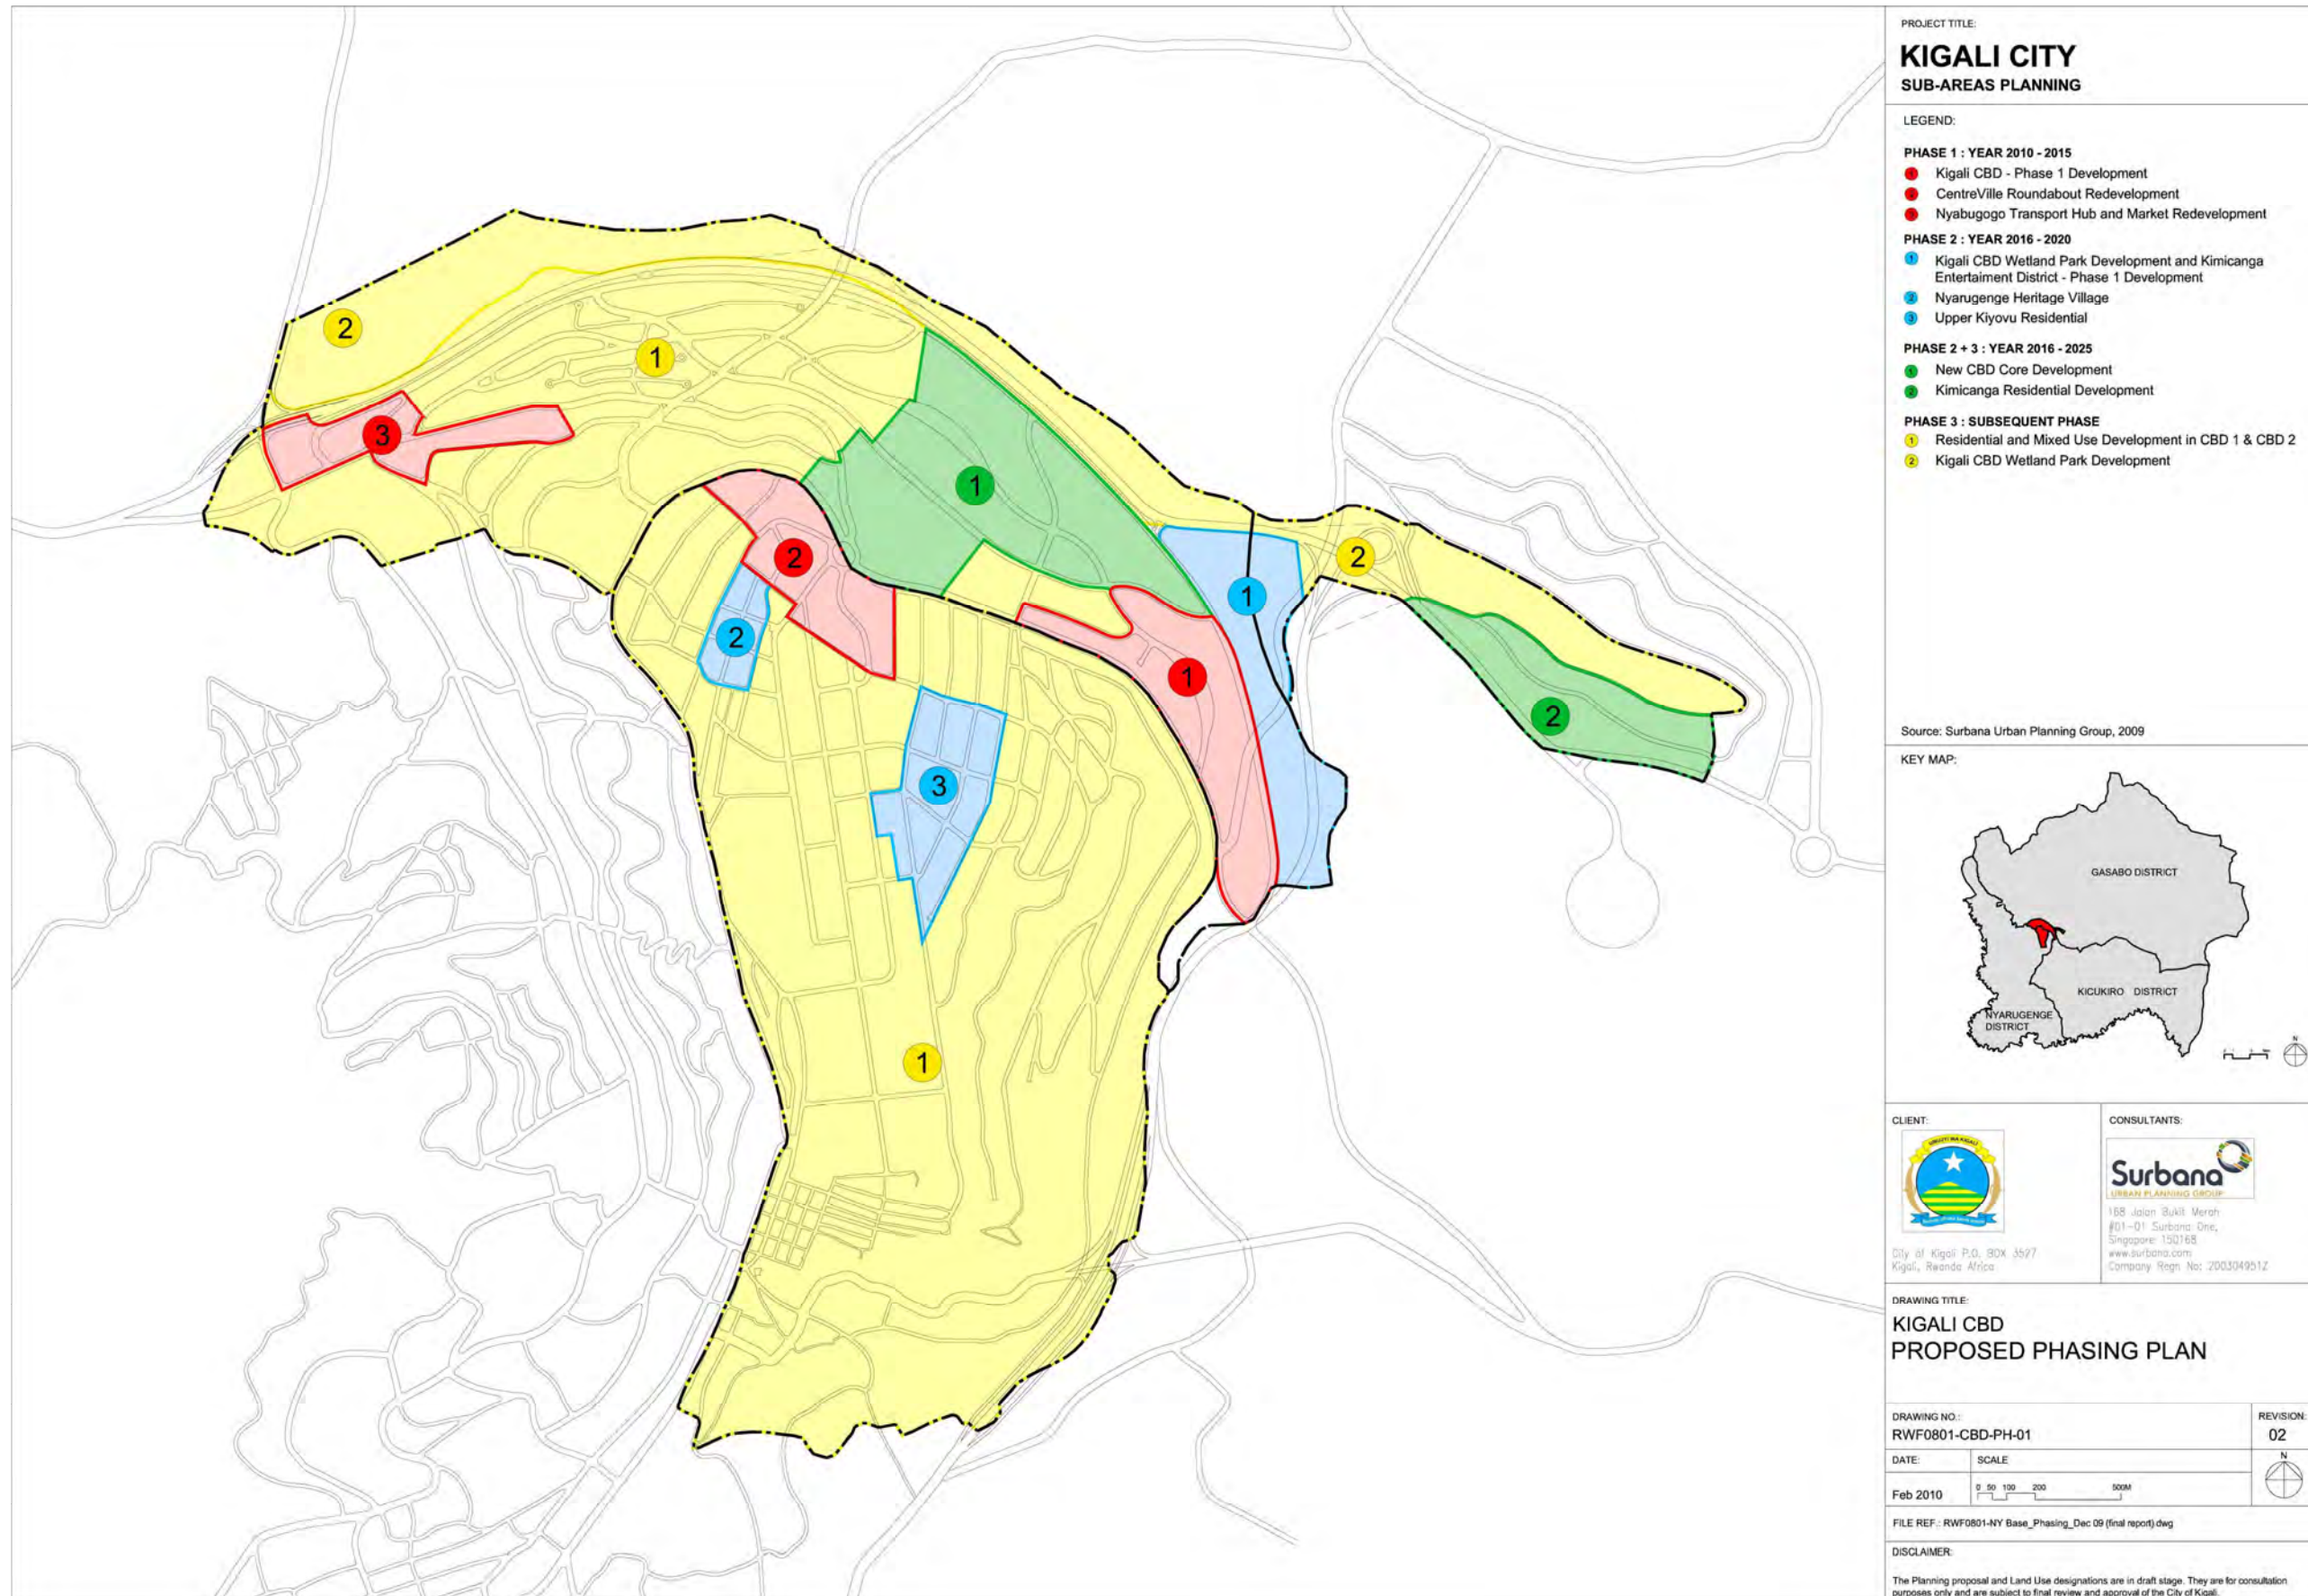 PROJECT TITLE:
KIGALI CITY
SUB-AREAS PLANNING
LEGEND:
PHASE 1 : YEAR 2010 - 2015
1 Kigali CBD - Phase 1 Development
2 CentreVille Roundabout Redevelopment
3 Nyabugogo Transport Hub and Market Redevelopment
PHASE 2 : YEAR 2016 - 2020
1 Kigali CBD Wetland Park Development and Kimicanga
Entertaiment District - Phase 1 Development
2 Nyarugenge Heritage Village
3 Upper Kiyovu Residential
PHASE 2 + 3 : YEAR 2016 - 2025
1 New CBD Core Development
2 Kimicanga Residential Development
PHASE 3 : SUBSEQUENT PHASE
1 Residential and Mixed Use Development in CBD 1 & CBD 2
2 Kigali CBD Wetland Park Development
2
1
3
1
2
2
1
2
1
2
3
1
Source: Surbana Urban Planning Group, 2009
KEY MAP:
GASABO DISTRICT
KICUKIRO DISTRICT
NYARUGENGE
DISTRICT
N
CLIENT:
City of Kigali P.O. BOX 3527
Kigali, Rwanda Africa
CONSULTANTS:
Surbana
URBAN PLANNING GROUP
168 Jalan Bukit Merah
#01-01 Surbana One,
Singapore 150168
www.surbana.com
Company Regn No: 200304951Z
DRAWING TITLE:
KIGALI CBD
PROPOSED PHASING PLAN
DRAWING NO.:
RWF0801-CBD-PH-01
REVISION:
02
DATE:
Feb 2010
SCALE
0 50 100 200 500M
N
FILE REF.: RWF0801-NY Base_Phasing_Dec 09 (final report).dwg
DISCLAIMER:
The Planning proposal and Land Use designations are in draft stage. They are for consultation
purposes only and are subject to final review and approval of the City of Kigali.